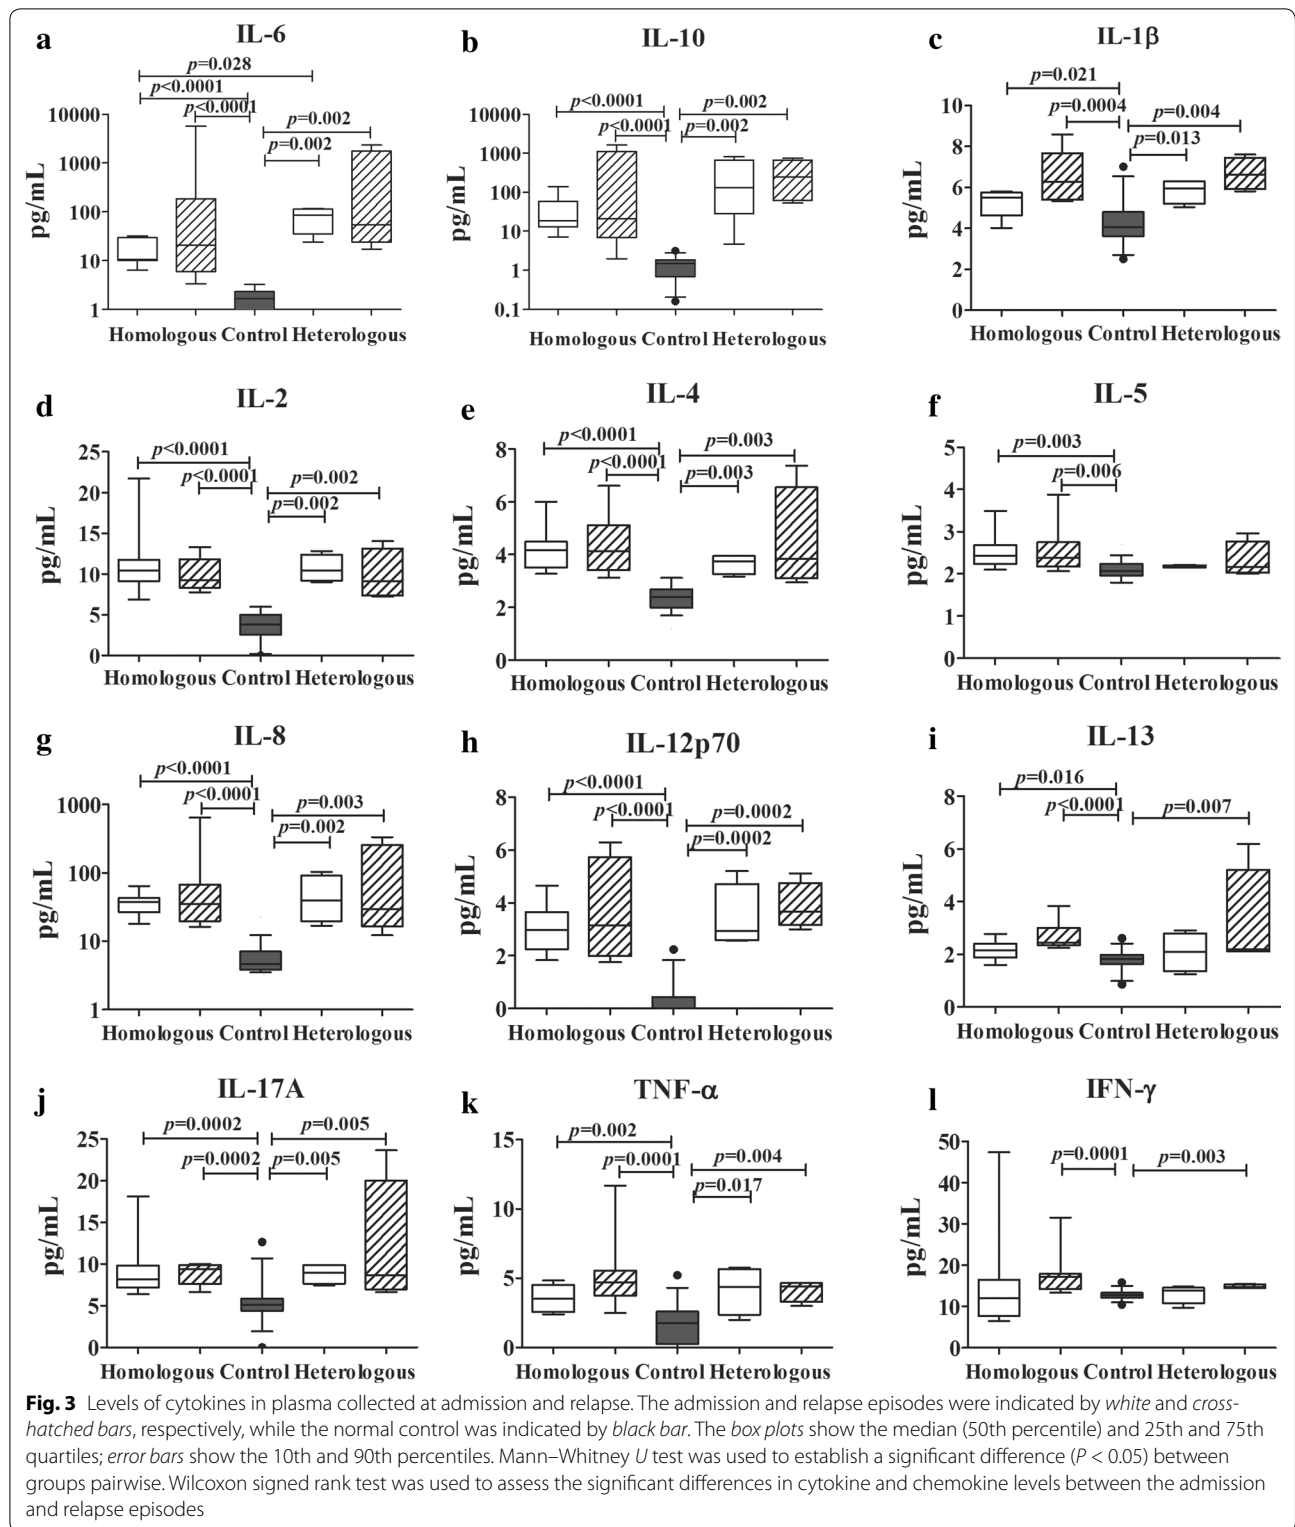 a IL-6
p=0.028
p<0.0001
p<0.0001
p=0.002
p=0.002
10000
1000
100
10
1
pg/mL
Homologous Control Heterologous
b IL-10
p<0.0001
p=0.002
p<0.0001
p=0.002
10000
1000
100
10
1
0.1
pg/mL
Homologous Control Heterologous
c IL-1β
p=0.021
p=0.0004
p=0.004
p=0.013
10
8
6
4
2
0
pg/mL
Homologous Control Heterologous
d IL-2
p<0.0001
p<0.0001
p=0.002
p=0.002
25
20
15
10
5
0
pg/mL
Homologous Control Heterologous
e IL-4
p<0.0001
p=0.003
p<0.0001
p=0.003
8
6
4
2
0
pg/mL
Homologous Control Heterologous
f IL-5
p=0.003
p=0.006
5
4
3
2
1
0
pg/mL
Homologous Control Heterologous
g IL-8
p<0.0001
p<0.0001
p=0.003
p=0.002
1000
100
10
1
pg/mL
Homologous Control Heterologous
h IL-12p70
p<0.0001
p<0.0001
p=0.0002
p=0.0002
8
6
4
2
0
pg/mL
Homologous Control Heterologous
i IL-13
p=0.016
p<0.0001
p=0.007
8
6
4
2
0
pg/mL
Homologous Control Heterologous
j IL-17A
p=0.0002
p=0.005
p=0.0002
p=0.005
25
20
15
10
5
0
pg/mL
Homologous Control Heterologous
k TNF-α
p=0.002
p=0.0001
p=0.004
p=0.017
15
10
5
0
pg/mL
Homologous Control Heterologous
l IFN-γ
p=0.0001
p=0.003
50
40
30
20
10
0
pg/mL
Homologous Control Heterologous
Fig. 3 Levels of cytokines in plasma collected at admission and relapse. The admission and relapse episodes were indicated by white and cross-
hatched bars, respectively, while the normal control was indicated by black bar. The box plots show the median (50th percentile) and 25th and 75th
quartiles; error bars show the 10th and 90th percentiles. Mann–Whitney U test was used to establish a significant difference (P < 0.05) between
groups pairwise. Wilcoxon signed rank test was used to assess the significant differences in cytokine and chemokine levels between the admission
and relapse episodes